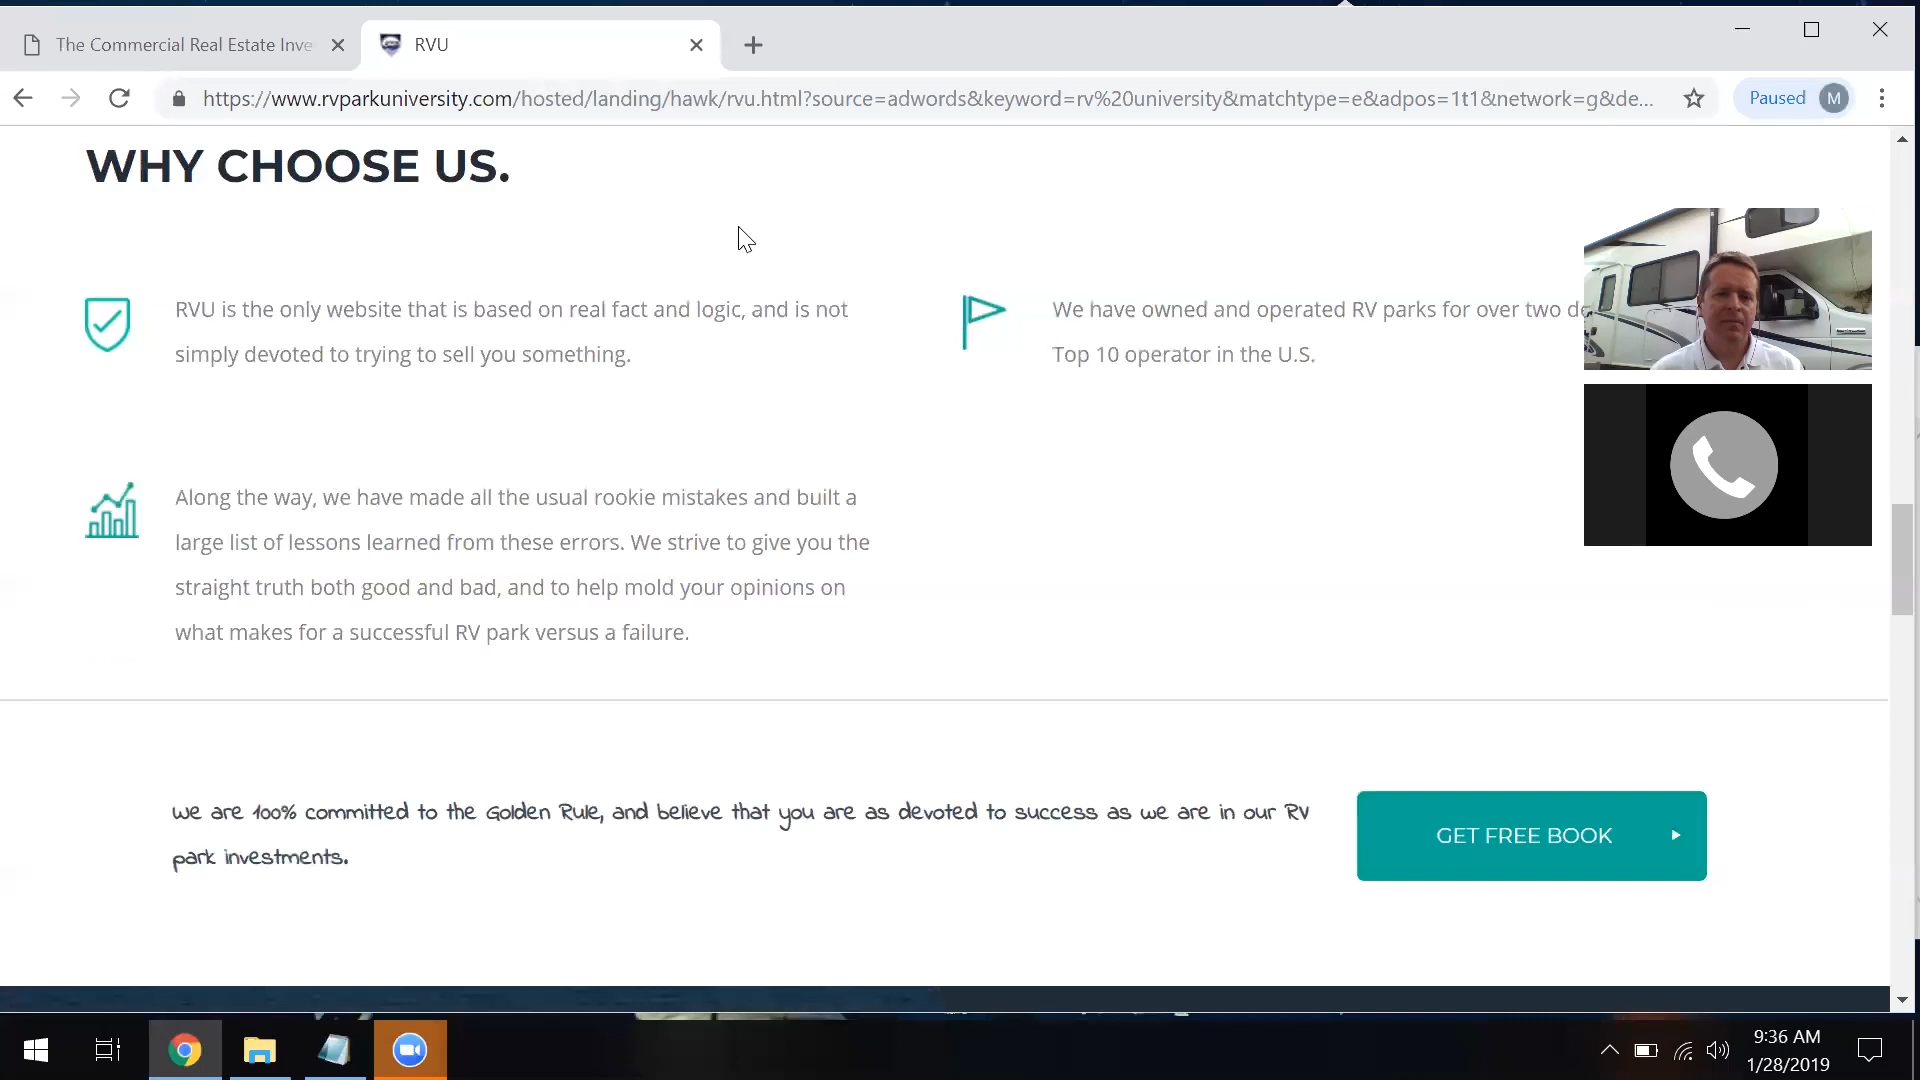 The Commercial Real Estate Inve
RVU
https://www.rvparkuniversity.com/hosted/landing/hawk/rvu.html?source=adwords&keyword=rv%20university&matchtype=e&adpos=1t1&network=g&de...
Paused M
WHY CHOOSE US.
RVU is the only website that is based on real fact and logic, and is not
simply devoted to trying to sell you something.
We have owned and operated RV parks for over two
Top 10 operator in the U.S.
Along the way, we have made all the usual rookie mistakes and built a
large list of lessons learned from these errors. We strive to give you the
straight truth both good and bad, and to help mold your opinions on
what makes for a successful RV park versus a failure.
We are 100% committed to the Golden Rule, and believe that you are as devoted to success as we are in our RV
park investments.
GET FREE BOOK
9:36 AM
1/28/2019